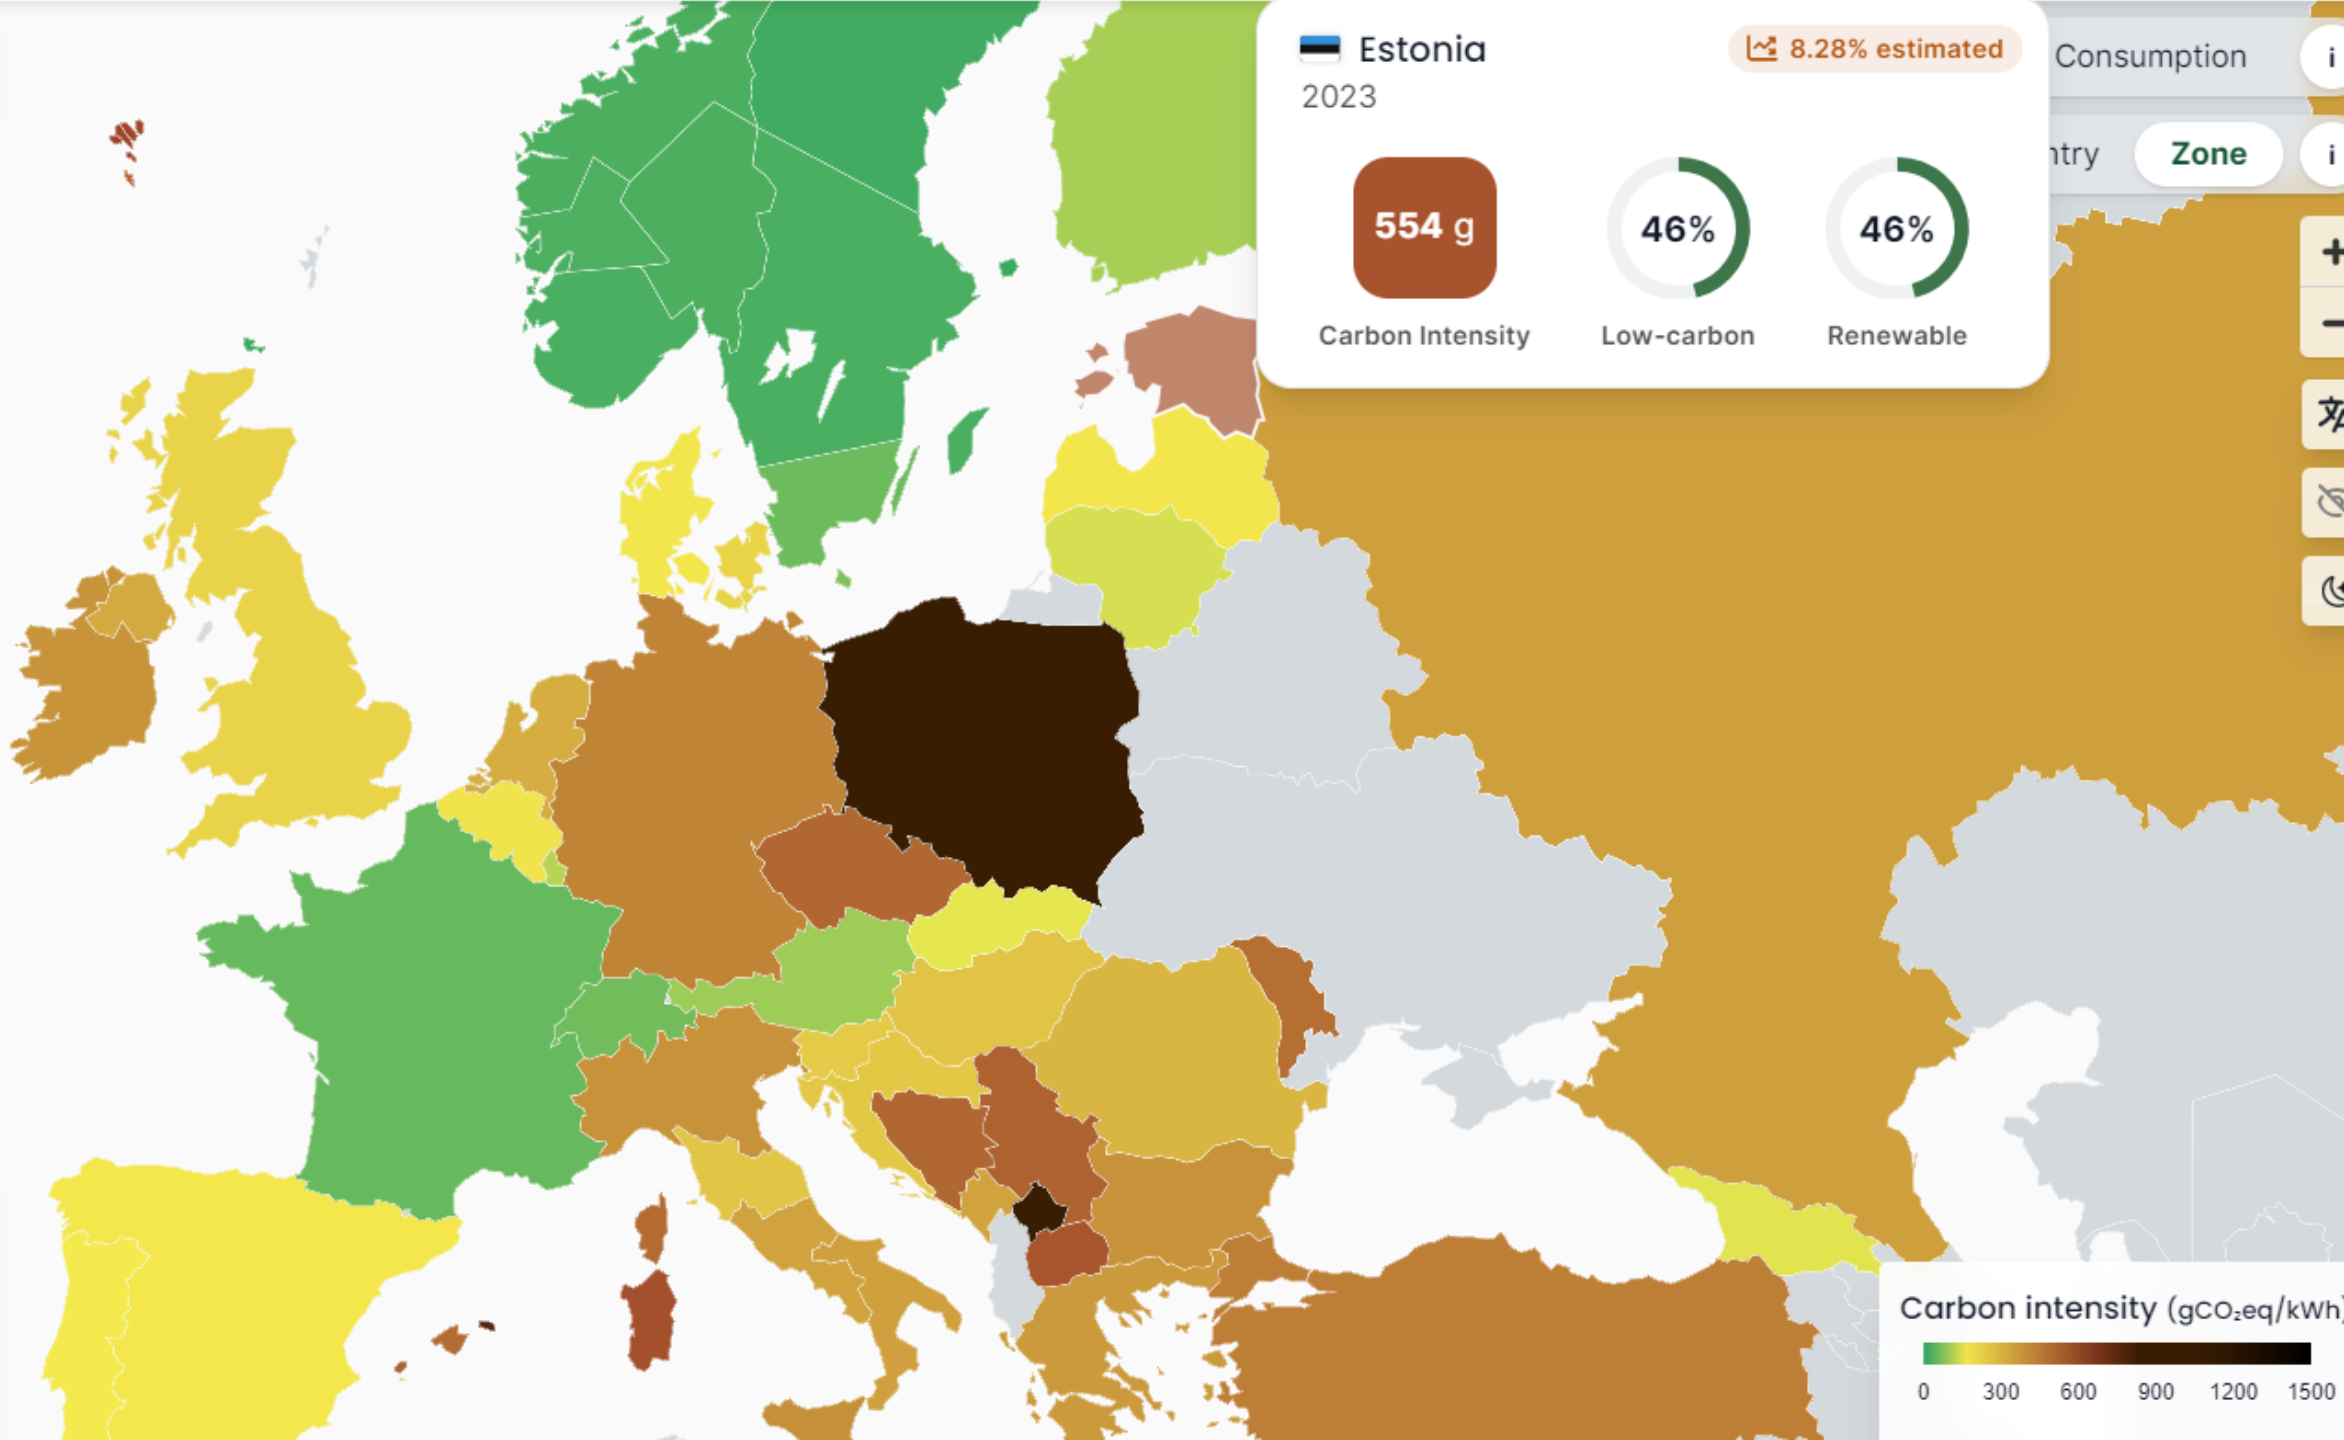 Estonia
8.28% estimated
2023
554 g
46%
46%
Carbon Intensity
Low-carbon
Renewable
Consumption
i
ntry
Zone
i
+
−
文
Carbon intensity (gCO₂eq/kWh)
0 300 600 900 1200 1500